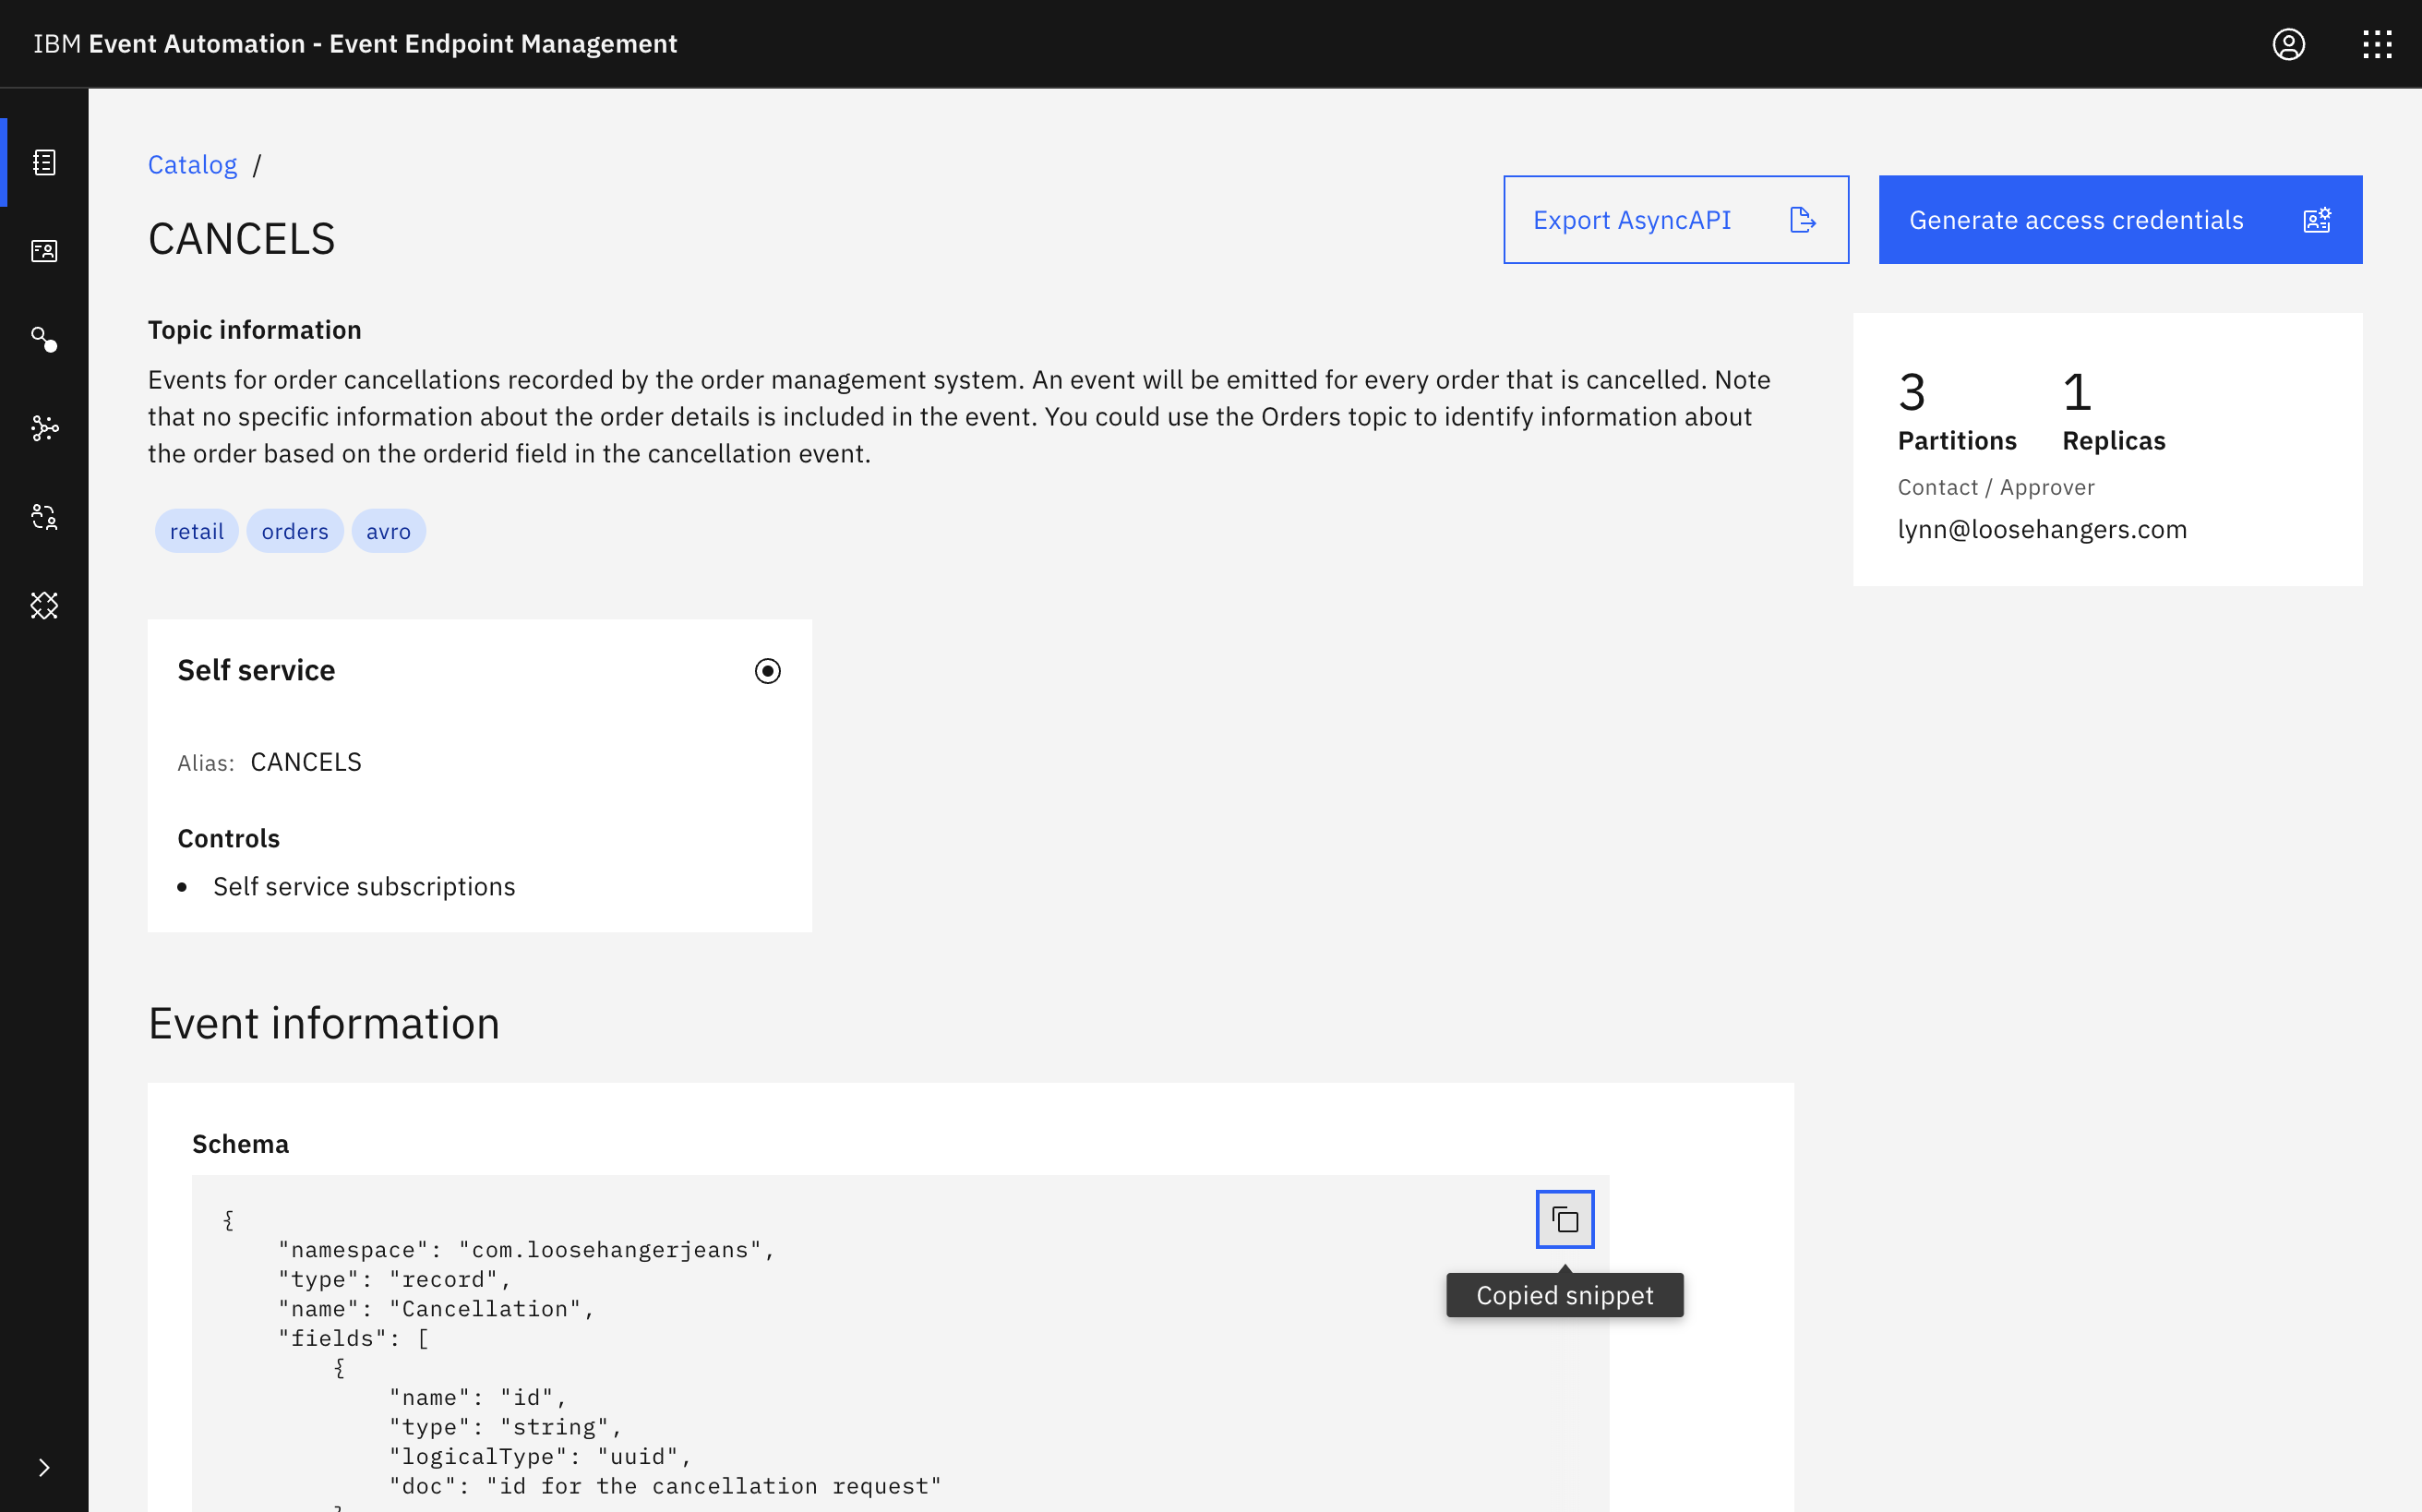 IBM Event Automation - Event Endpoint Management
Catalog /
CANCELS
Export AsyncAPI
Generate access credentials
Topic information
Events for order cancellations recorded by the order management system. An event will be emitted for every order that is cancelled. Note
that no specific information about the order details is included in the event. You could use the Orders topic to identify information about
the order based on the orderid field in the cancellation event.
retail orders avro
3 1
Partitions Replicas
Contact / Approver
lynn@loosehangers.com
Self service
Alias: CANCELS
Controls
• Self service subscriptions
Event information
Schema
{
    "namespace": "com.loosehangerjeans",
    "type": "record",
    "name": "Cancellation",
    "fields": [
        {
            "name": "id",
            "type": "string",
            "logicalType": "uuid",
            "doc": "id for the cancellation request"
Copied snippet